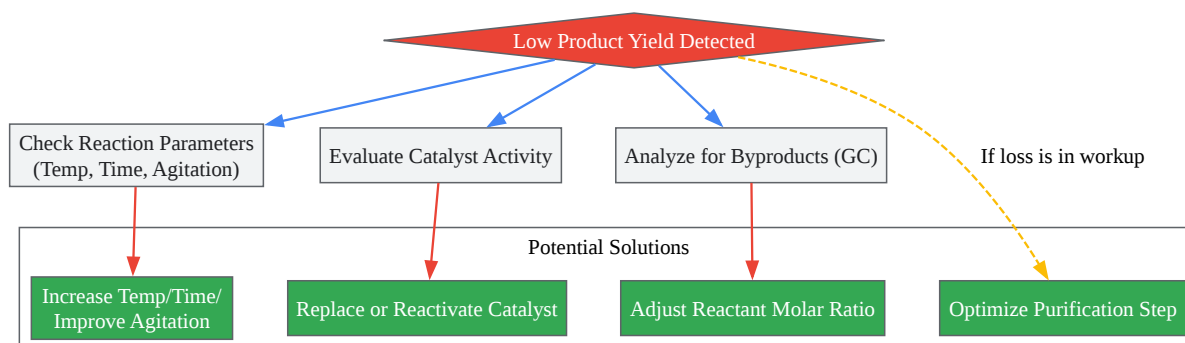 Low Product Yield Detected
Check Reaction Parameters
(Temp, Time, Agitation)
Evaluate Catalyst Activity
Analyze for Byproducts (GC)
If loss is in workup
Potential Solutions
Increase Temp/Time/
Improve Agitation
Replace or Reactivate Catalyst
Adjust Reactant Molar Ratio
Optimize Purification Step